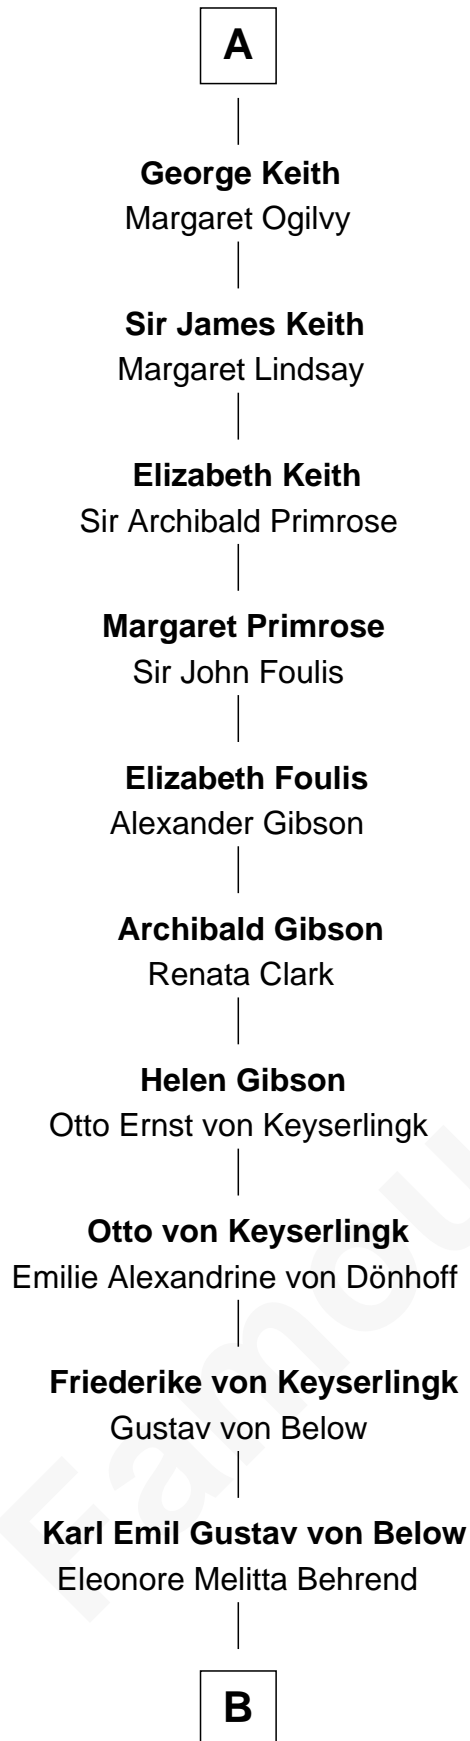 A
George Keith
Margaret Ogilvy
Sir James Keith
Margaret Lindsay
Elizabeth Keith
Sir Archibald Primrose
Margaret Primrose
Sir John Foulis
Elizabeth Foulis
Alexander Gibson
Archibald Gibson
Renata Clark
Helen Gibson
Otto Ernst von Keyserlingk
Otto von Keyserlingk
Emilie Alexandrine von Dönhoff
Friederike von Keyserlingk
Gustav von Below
Karl Emil Gustav von Below
Eleonore Melitta Behrend
B